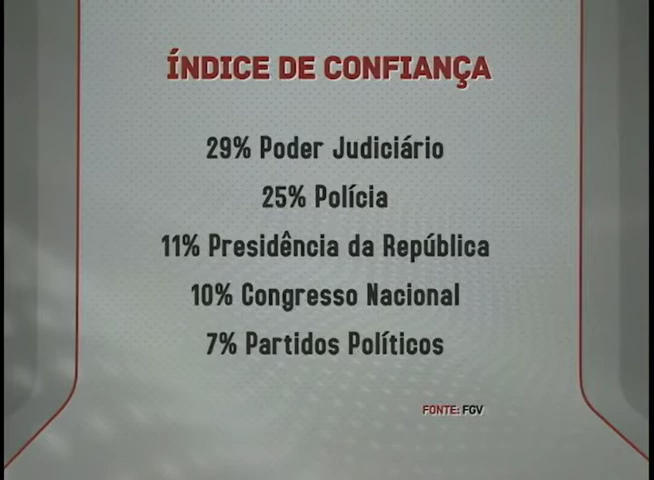 ÍNDICE DE CONFIANÇA
29% Poder Judiciário
25% Polícia
11% Presidência da República
10% Congresso Nacional
7% Partidos Políticos
FONTE: FGV